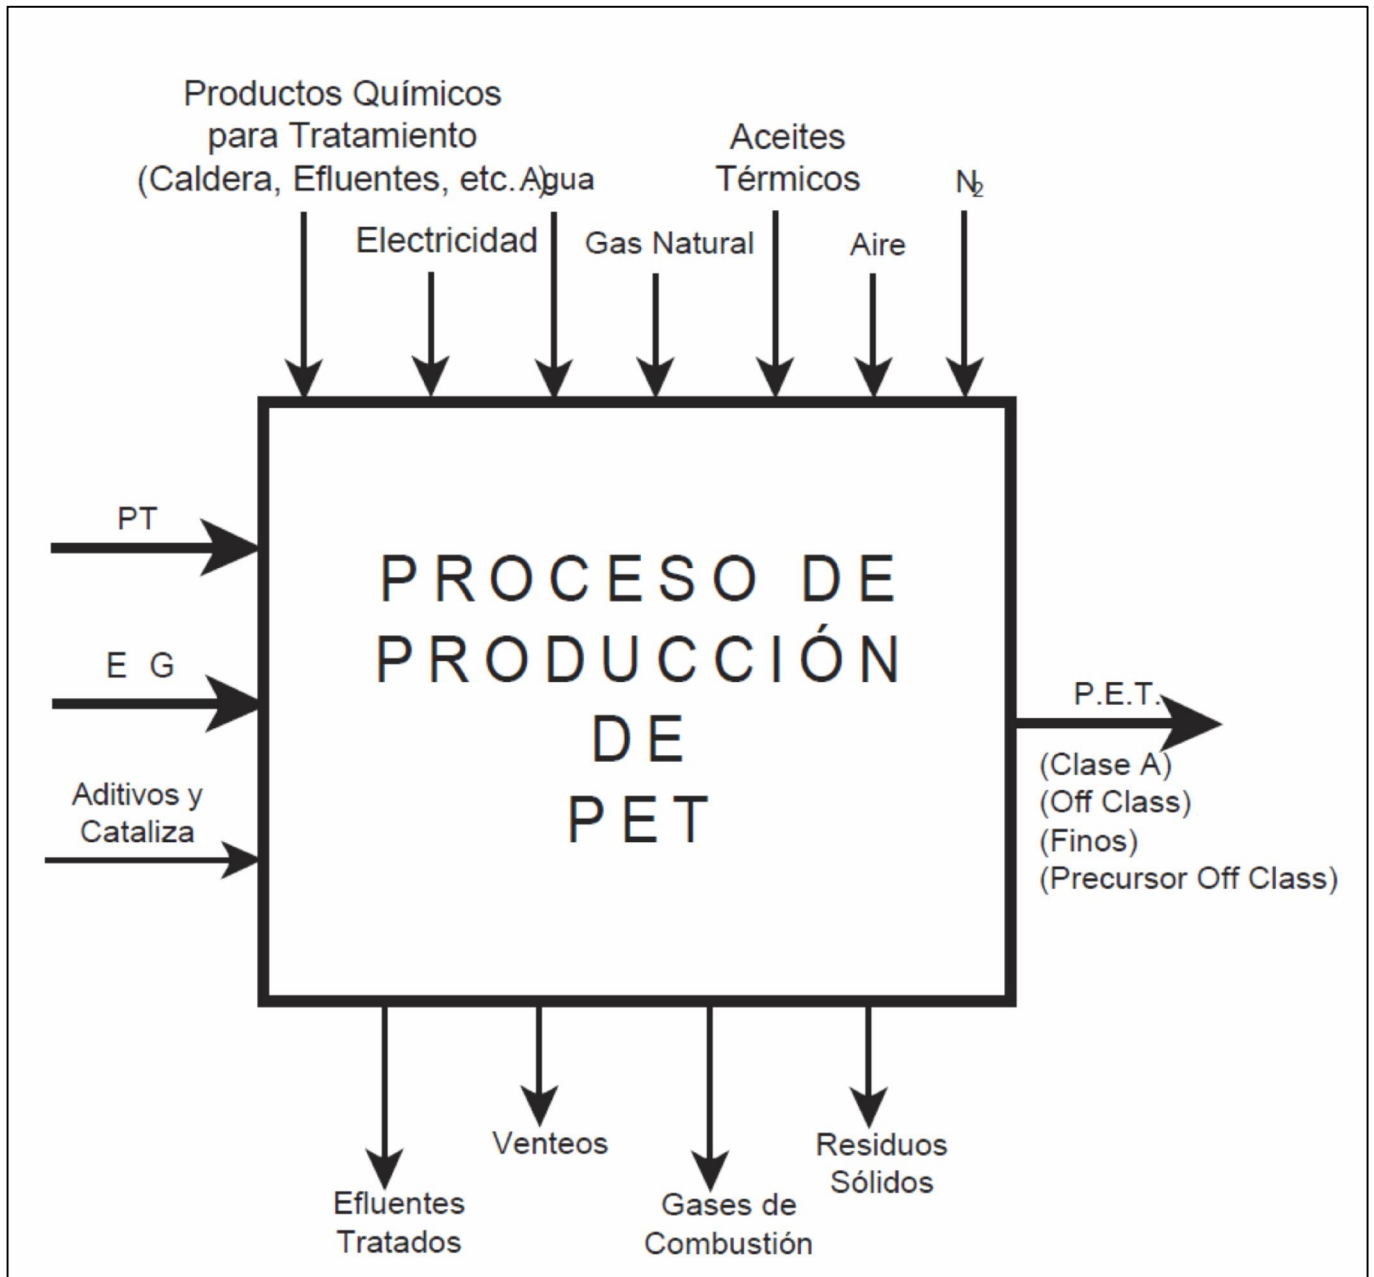 Productos Químicos
para Tratamiento
(Caldera, Efluentes, etc..)
Agua
Aceites
Térmicos
N2
Electricidad
Gas Natural
Aire
PT
E G
Aditivos y
Cataliza
PROCESO DE
PRODUCCIÓN
DE
PET
P.E.T.
(Clase A)
(Off Class)
(Finos)
(Precursor Off Class)
Venteos
Residuos
Sólidos
Efluentes
Tratados
Gases de
Combustión